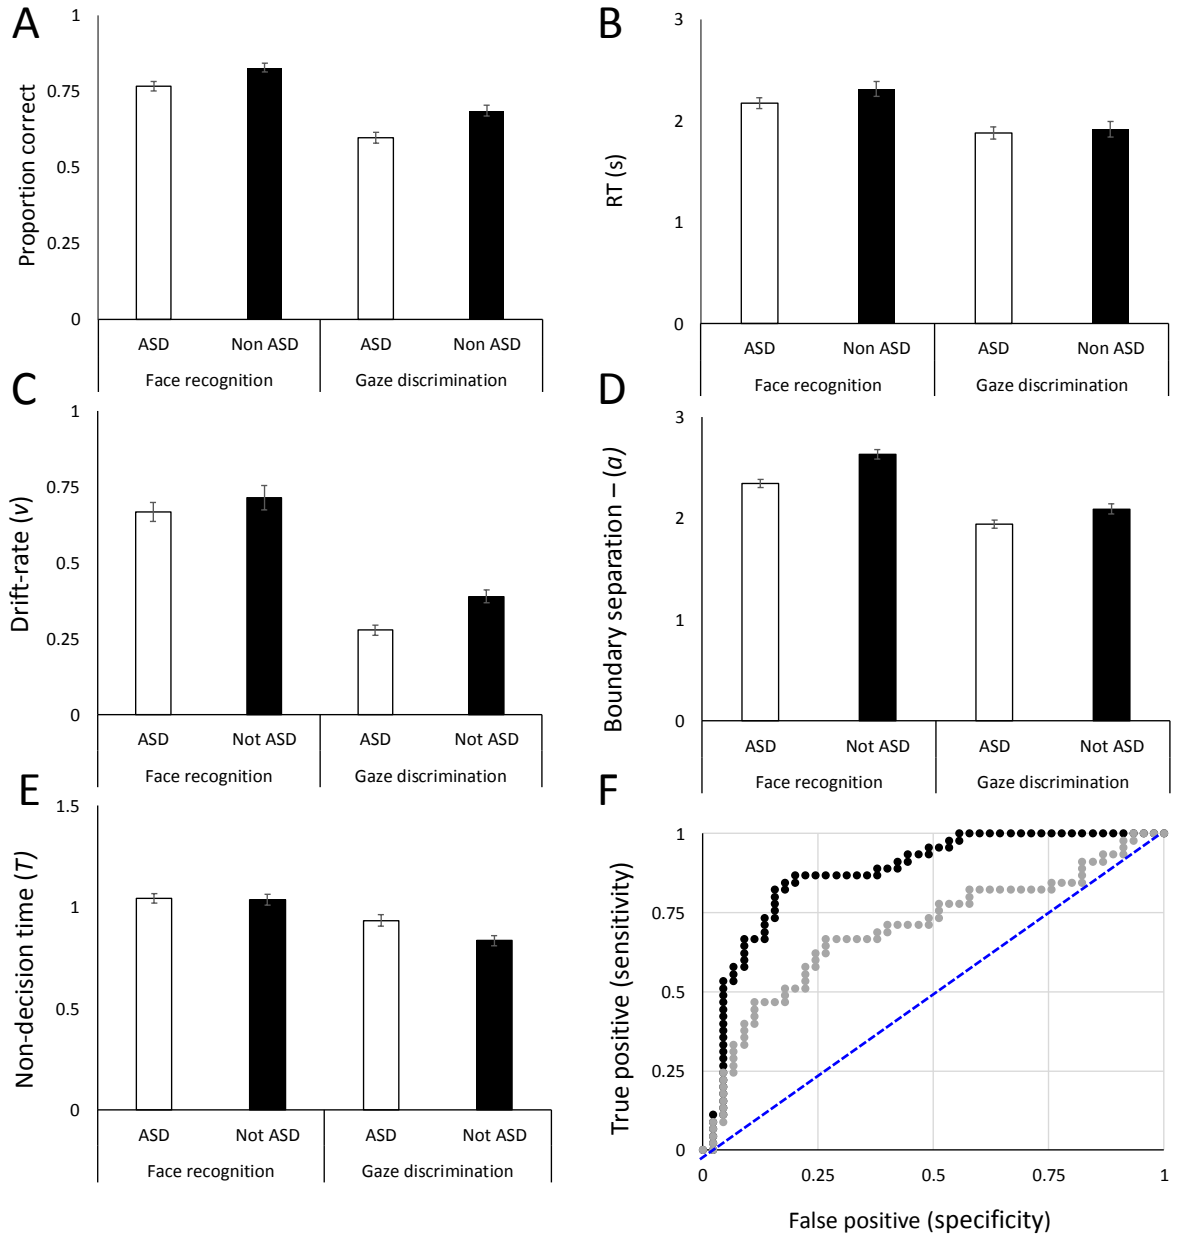 A
Proportion correct
1
0.75
0.5
0.25
0
ASD Non ASD ASD Non ASD
Face recognition Gaze discrimination
B
RT (s)
3
2
1
0
ASD Non ASD ASD Non ASD
Face recognition Gaze discrimination
C
Drift-rate (v)
1
0.75
0.5
0.25
0
ASD Not ASD ASD Not ASD
Face recognition Gaze discrimination
D
Boundary separation – (a)
3
2
1
0
ASD Not ASD ASD Not ASD
Face recognition Gaze discrimination
E
Non-decision time (T)
1.5
1
0.5
0
ASD Not ASD ASD Not ASD
Face recognition Gaze discrimination
F
True positive (sensitivity)
1
0.75
0.5
0.25
0
0 0.25 0.5 0.75 1
False positive (specificity)